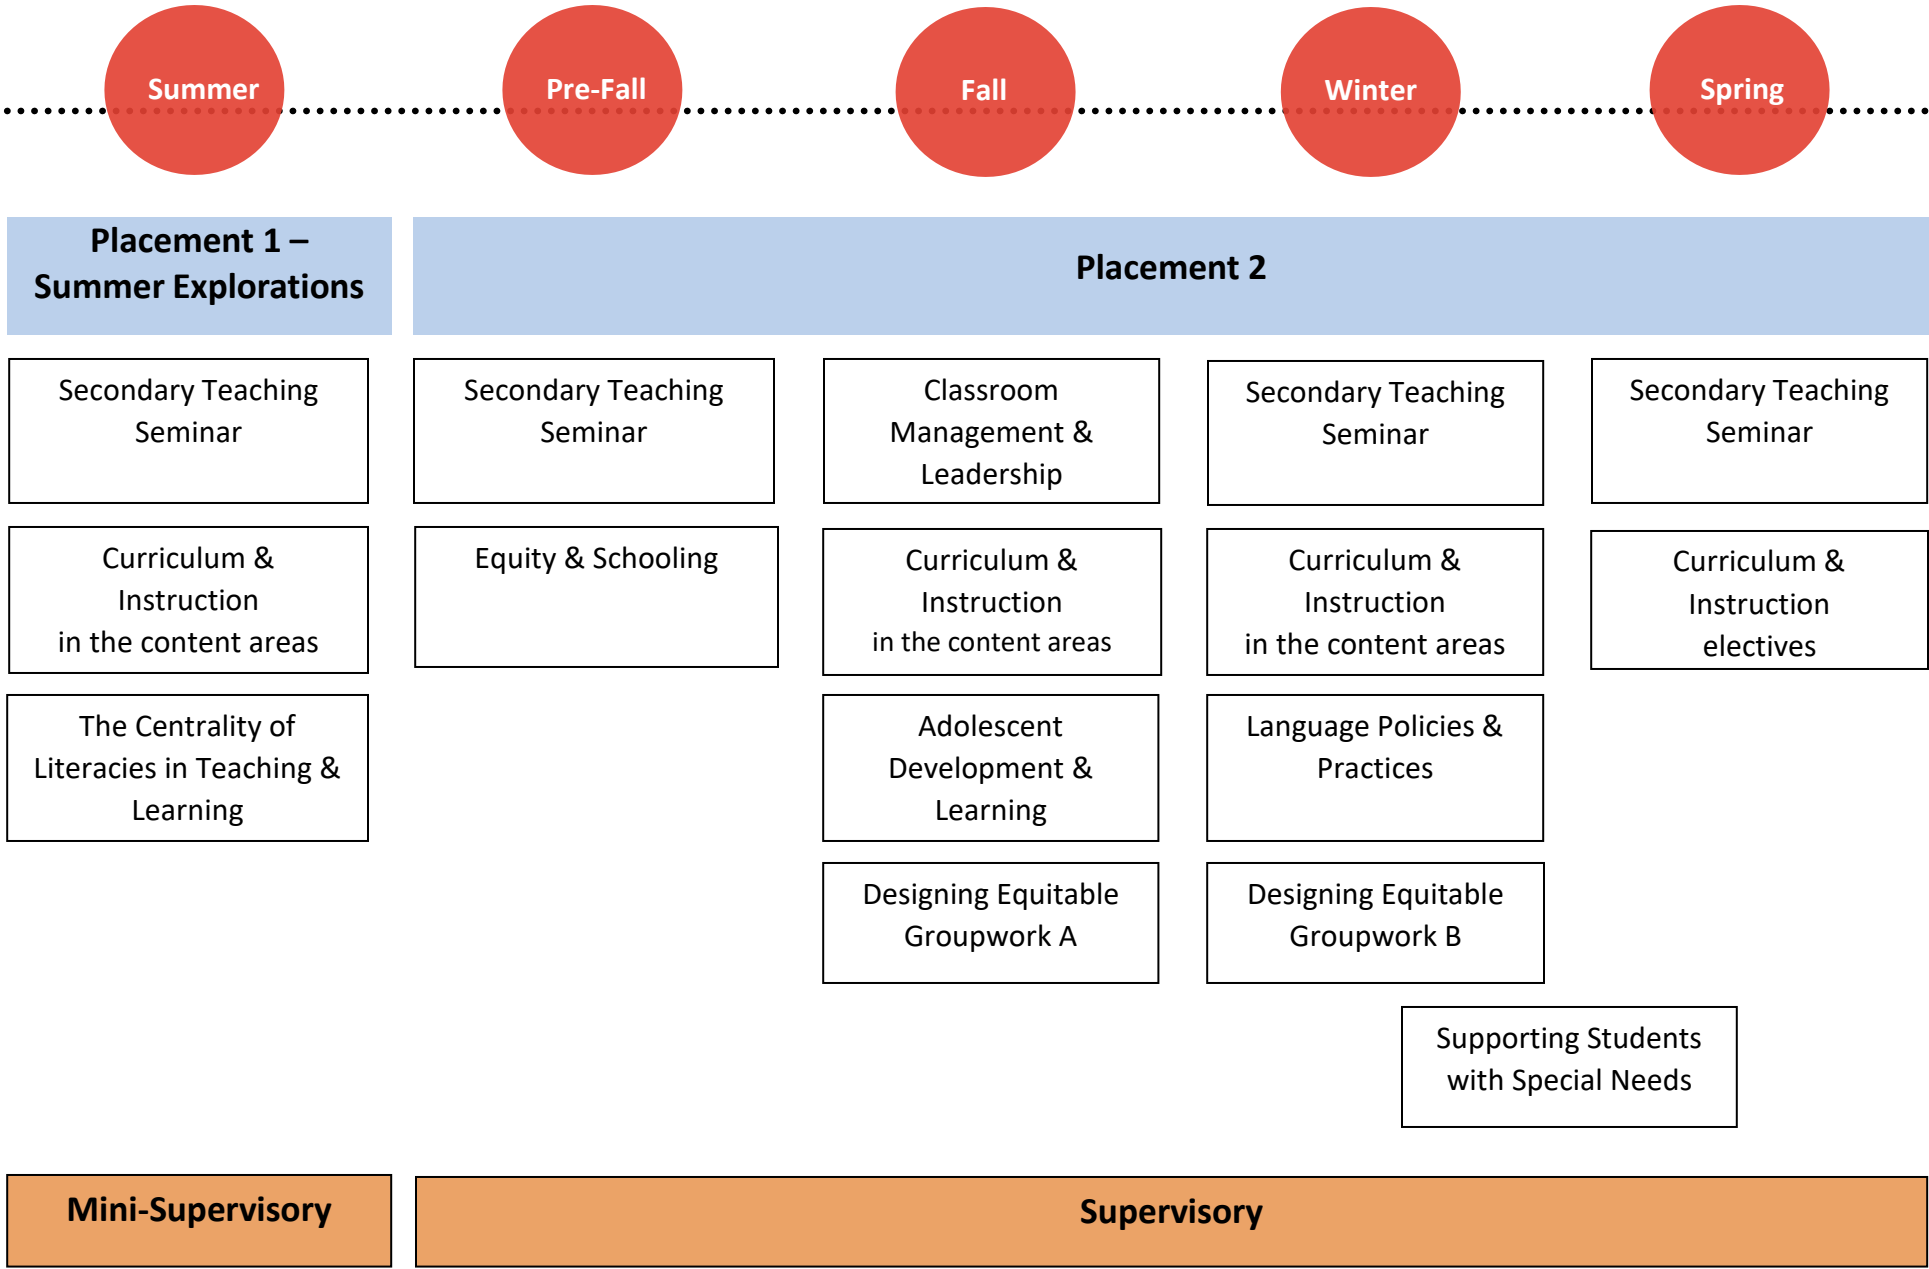 Summer
Pre-Fall
Fall
Winter
Spring
Placement 1 –
Summer Explorations
Placement 2
Secondary Teaching
Seminar
Secondary Teaching
Seminar
Classroom
Management &
Leadership
Secondary Teaching
Seminar
Secondary Teaching
Seminar
Curriculum &
Instruction
in the content areas
Equity & Schooling
Curriculum &
Instruction
in the content areas
Curriculum &
Instruction
in the content areas
Curriculum &
Instruction
electives
The Centrality of
Literacies in Teaching &
Learning
Adolescent
Development &
Learning
Language Policies &
Practices
Designing Equitable
Groupwork A
Designing Equitable
Groupwork B
Supporting Students
with Special Needs
Mini-Supervisory
Supervisory